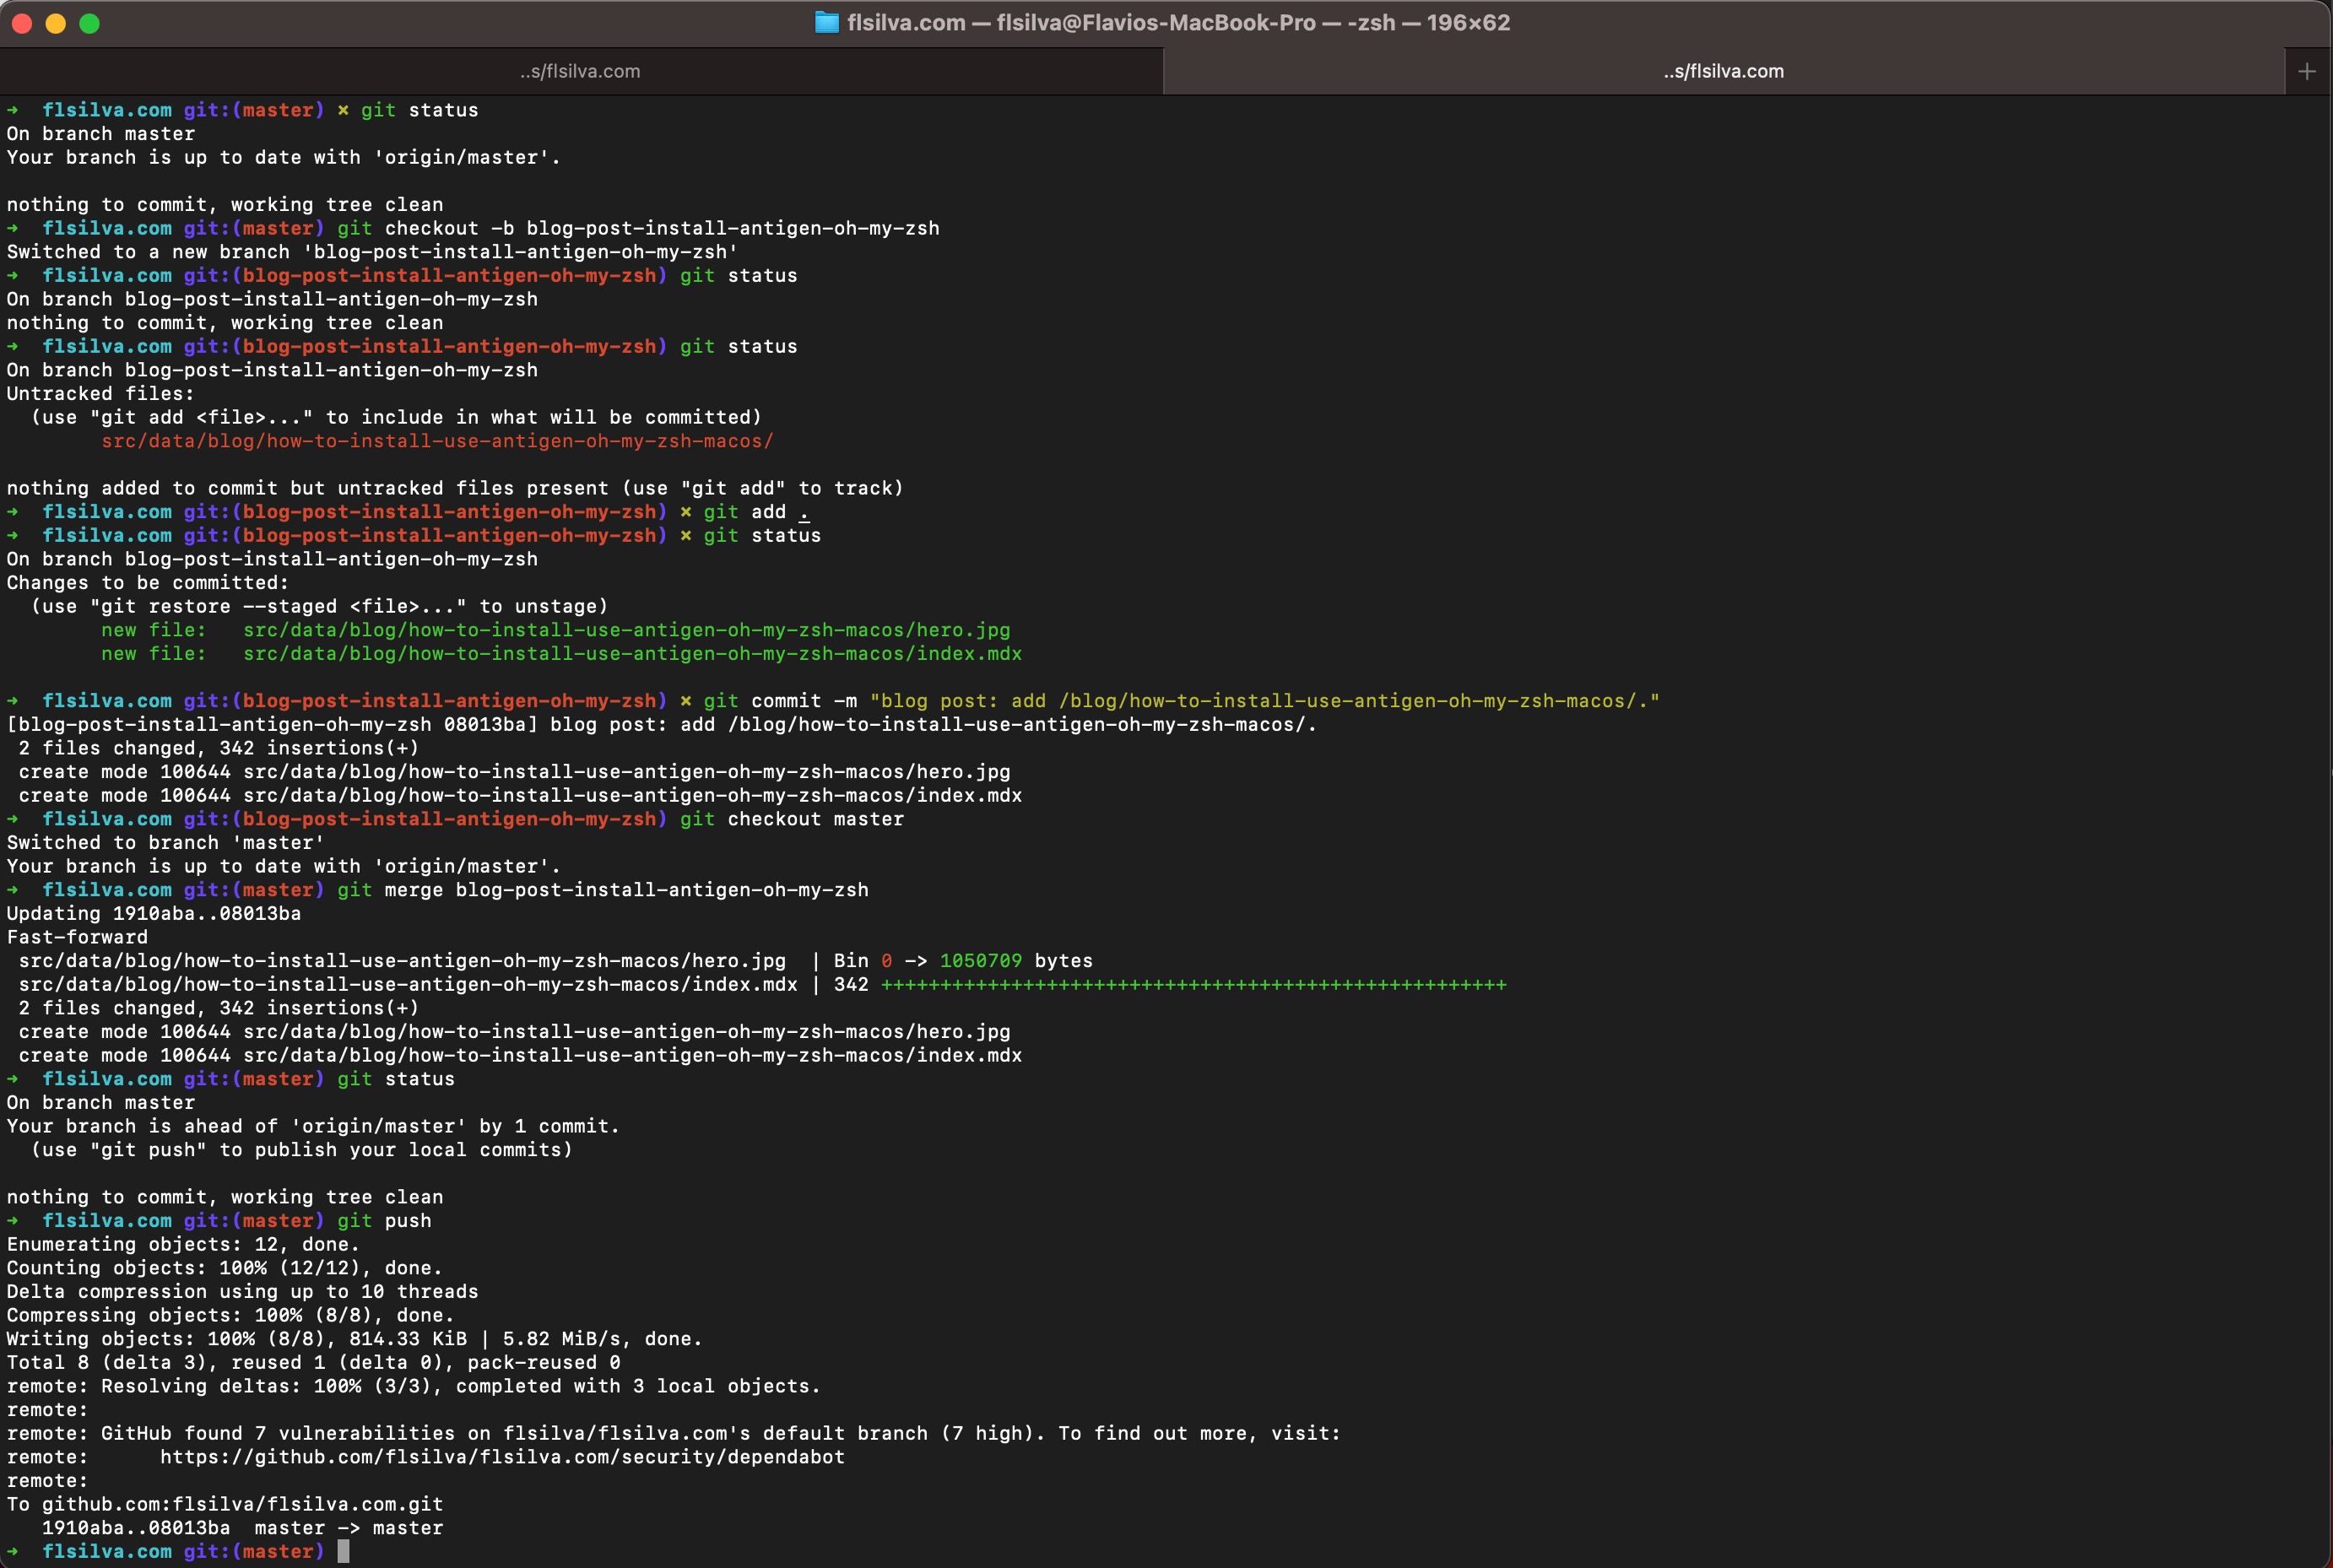 flsilva.com — flsilva@Flavios-MacBook-Pro — -zsh — 196×62
..s/flsilva.com ..s/flsilva.com +
➜  flsilva.com git:(master) ✗ git status
On branch master
Your branch is up to date with 'origin/master'.

nothing to commit, working tree clean
➜  flsilva.com git:(master) git checkout -b blog-post-install-antigen-oh-my-zsh
Switched to a new branch 'blog-post-install-antigen-oh-my-zsh'
➜  flsilva.com git:(blog-post-install-antigen-oh-my-zsh) git status
On branch blog-post-install-antigen-oh-my-zsh
nothing to commit, working tree clean
➜  flsilva.com git:(blog-post-install-antigen-oh-my-zsh) git status
On branch blog-post-install-antigen-oh-my-zsh
Untracked files:
  (use "git add <file>..." to include in what will be committed)
        src/data/blog/how-to-install-use-antigen-oh-my-zsh-macos/

nothing added to commit but untracked files present (use "git add" to track)
➜  flsilva.com git:(blog-post-install-antigen-oh-my-zsh) ✗ git add .
➜  flsilva.com git:(blog-post-install-antigen-oh-my-zsh) ✗ git status
On branch blog-post-install-antigen-oh-my-zsh
Changes to be committed:
  (use "git restore --staged <file>..." to unstage)
        new file:   src/data/blog/how-to-install-use-antigen-oh-my-zsh-macos/hero.jpg
        new file:   src/data/blog/how-to-install-use-antigen-oh-my-zsh-macos/index.mdx

➜  flsilva.com git:(blog-post-install-antigen-oh-my-zsh) ✗ git commit -m "blog post: add /blog/how-to-install-use-antigen-oh-my-zsh-macos/."
[blog-post-install-antigen-oh-my-zsh 08013ba] blog post: add /blog/how-to-install-use-antigen-oh-my-zsh-macos/.
 2 files changed, 342 insertions(+)
 create mode 100644 src/data/blog/how-to-install-use-antigen-oh-my-zsh-macos/hero.jpg
 create mode 100644 src/data/blog/how-to-install-use-antigen-oh-my-zsh-macos/index.mdx
➜  flsilva.com git:(blog-post-install-antigen-oh-my-zsh) git checkout master
Switched to branch 'master'
Your branch is up to date with 'origin/master'.
➜  flsilva.com git:(master) git merge blog-post-install-antigen-oh-my-zsh
Updating 1910aba..08013ba
Fast-forward
 src/data/blog/how-to-install-use-antigen-oh-my-zsh-macos/hero.jpg  | Bin 0 -> 1050709 bytes
 src/data/blog/how-to-install-use-antigen-oh-my-zsh-macos/index.mdx | 342 +++++++++++++++++++++++++++++++++++++++++++++++++++++
 2 files changed, 342 insertions(+)
 create mode 100644 src/data/blog/how-to-install-use-antigen-oh-my-zsh-macos/hero.jpg
 create mode 100644 src/data/blog/how-to-install-use-antigen-oh-my-zsh-macos/index.mdx
➜  flsilva.com git:(master) git status
On branch master
Your branch is ahead of 'origin/master' by 1 commit.
  (use "git push" to publish your local commits)

nothing to commit, working tree clean
➜  flsilva.com git:(master) git push
Enumerating objects: 12, done.
Counting objects: 100% (12/12), done.
Delta compression using up to 10 threads
Compressing objects: 100% (8/8), done.
Writing objects: 100% (8/8), 814.33 KiB | 5.82 MiB/s, done.
Total 8 (delta 3), reused 1 (delta 0), pack-reused 0
remote: Resolving deltas: 100% (3/3), completed with 3 local objects.
remote:
remote: GitHub found 7 vulnerabilities on flsilva/flsilva.com's default branch (7 high). To find out more, visit:
remote:      https://github.com/flsilva/flsilva.com/security/dependabot
remote:
To github.com:flsilva/flsilva.com.git
   1910aba..08013ba  master -> master
➜  flsilva.com git:(master)